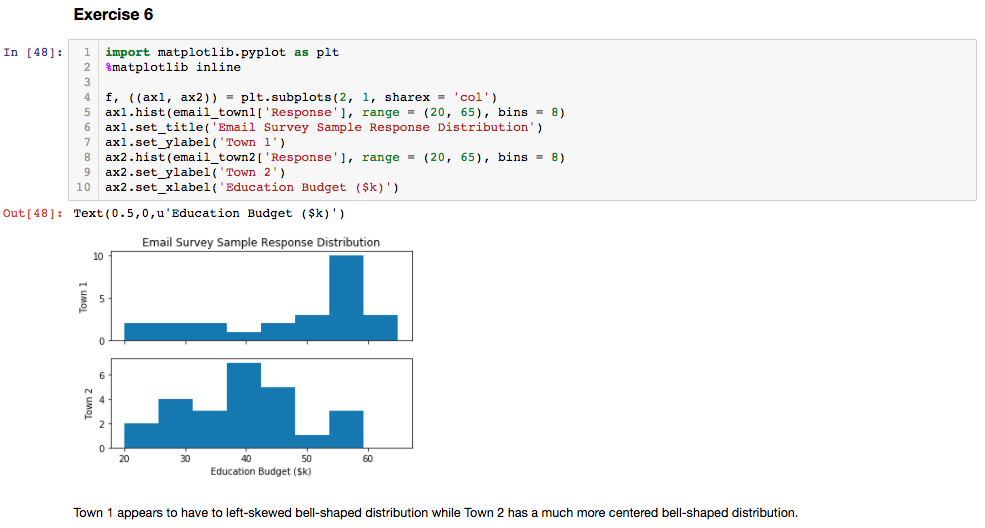 Exercise 6
In [48]:
1 import matplotlib.pyplot as plt
2 %matplotlib inline
3
4 f, ((ax1, ax2)) = plt.subplots(2, 1, sharex = 'col')
5 ax1.hist(email_town1['Response'], range = (20, 65), bins = 8)
6 ax1.set_title('Email Survey Sample Response Distribution')
7 ax1.set_ylabel('Town 1')
8 ax2.hist(email_town2['Response'], range = (20, 65), bins = 8)
9 ax2.set_ylabel('Town 2')
10 ax2.set_xlabel('Education Budget ($k)')
Out[48]: Text(0.5,0,u'Education Budget ($k)')
Email Survey Sample Response Distribution
10
5
0
Town 1
6
4
2
0
Town 2
20 30 40 50 60
Education Budget ($k)
Town 1 appears to have to left-skewed bell-shaped distribution while Town 2 has a much more centered bell-shaped distribution.